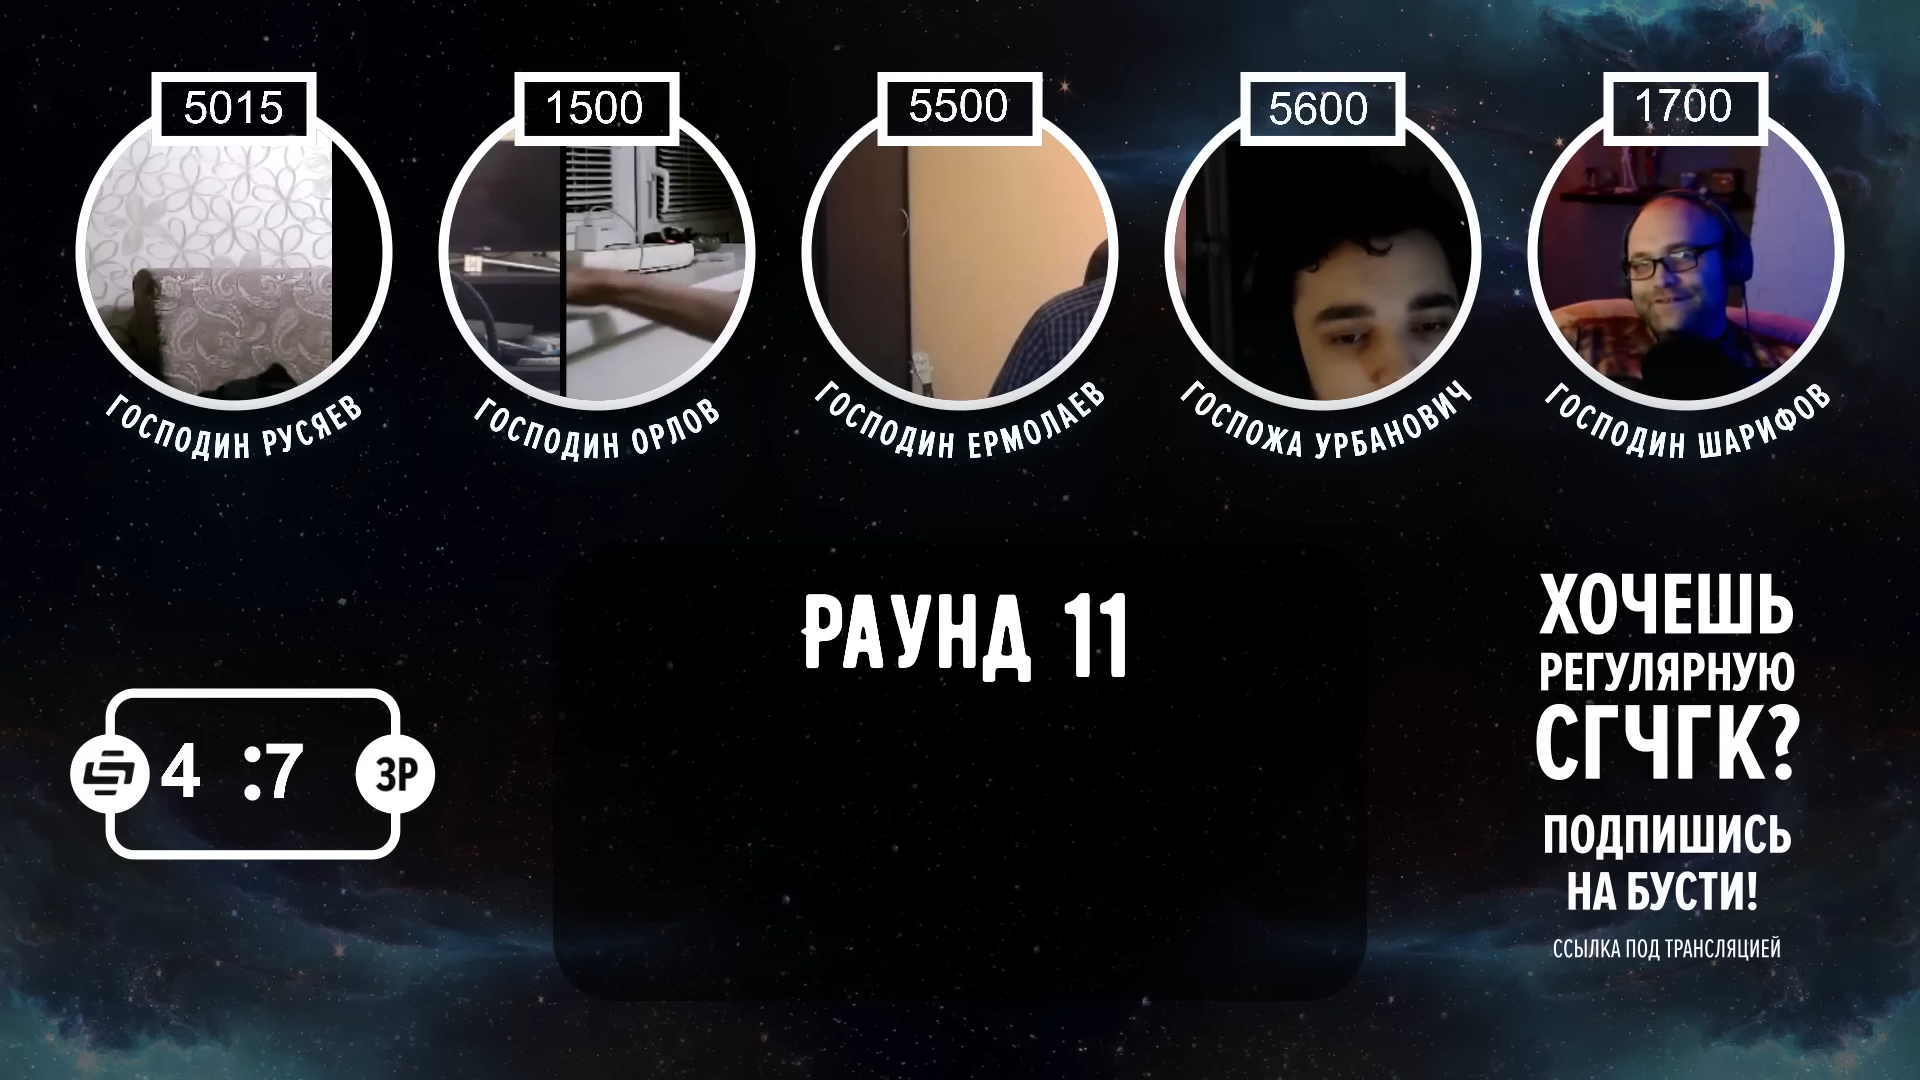 5015
1500
5500
5600
1700
ГОСПОДИН РУСЯЕВ
ГОСПОДИН ОРЛОВ
ГОСПОДИН ЕРМОЛАЕВ
ГОСПОЖА УРБАНОВИЧ
ГОСПОДИН ШАРИФОВ
РАУНД 11
4 :7
ЗР
ХОЧЕШЬ
РЕГУЛЯРНУЮ
СГЧГК?
ПОДПИШИСЬ
НА БУСТИ!
ССЫЛКА ПОД ТРАНСЛЯЦИЕЙ